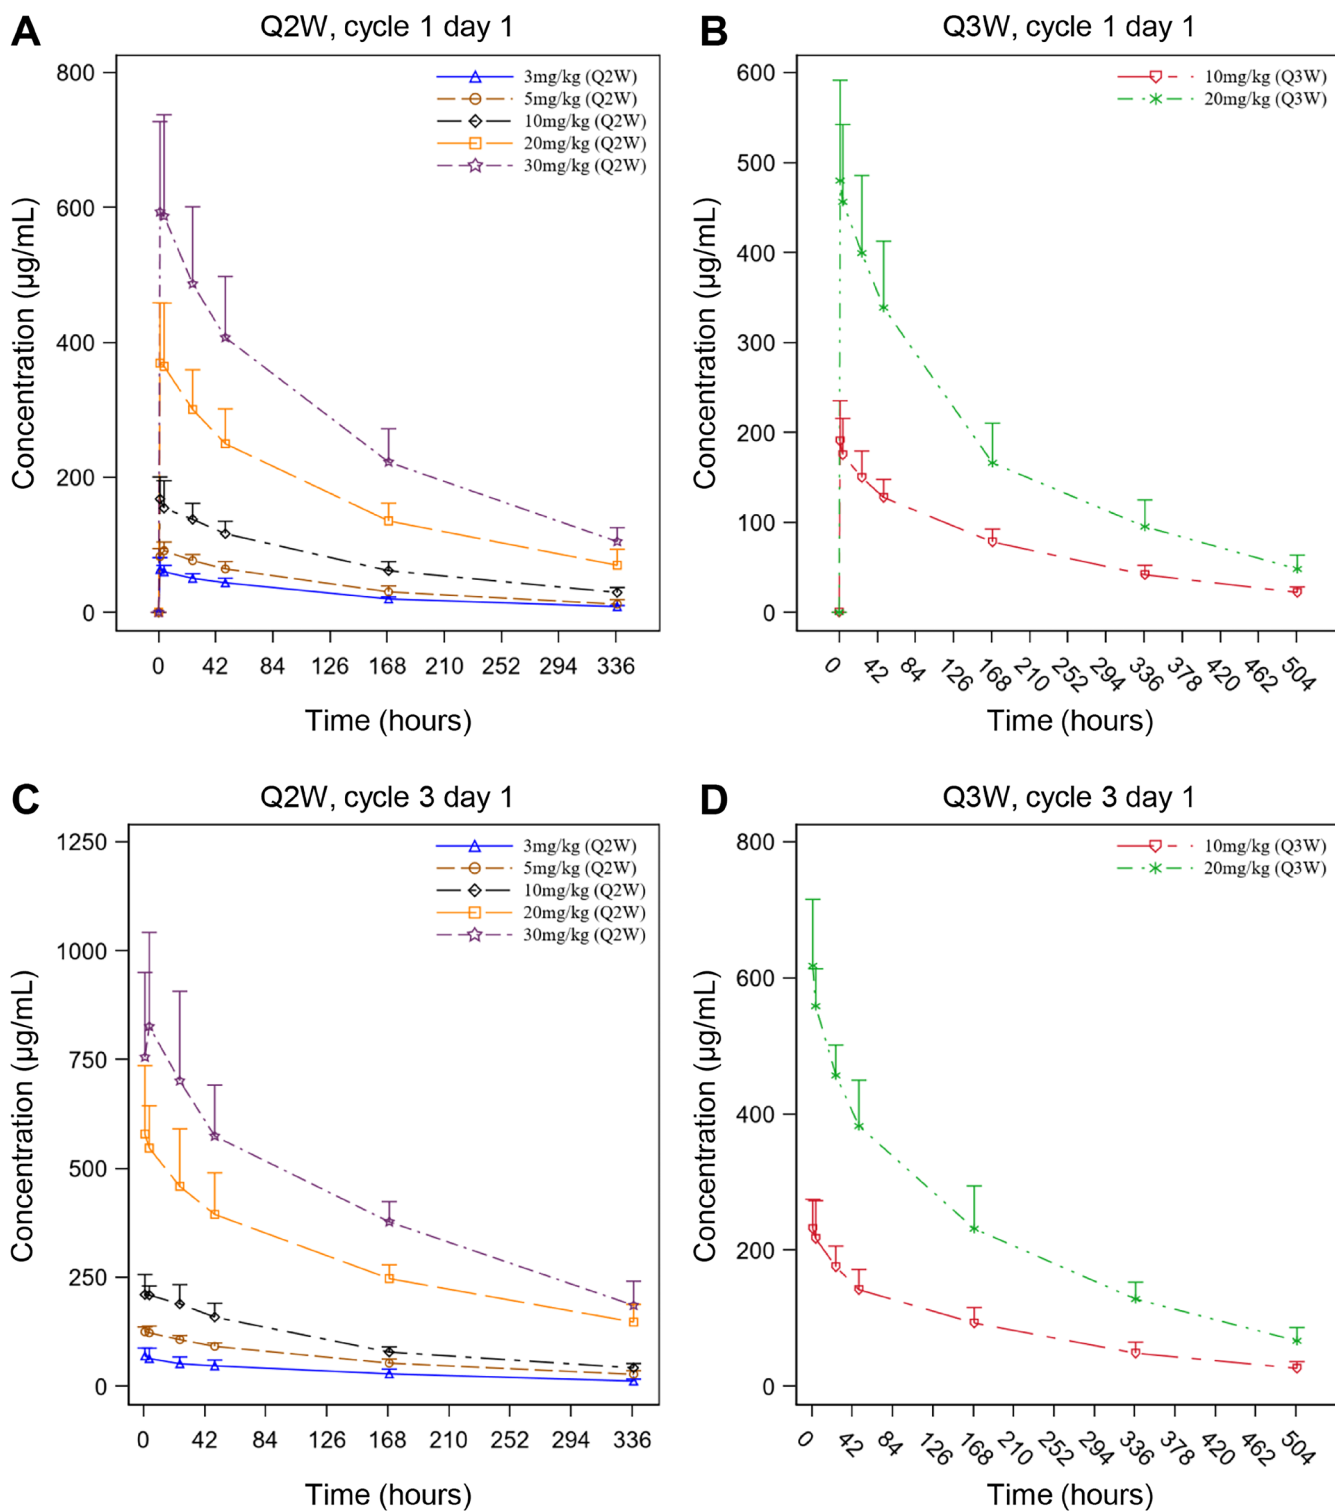 A
Q2W, cycle 1 day 1
Concentration (µg/mL)
800
600
400
200
0
3mg/kg (Q2W)
5mg/kg (Q2W)
10mg/kg (Q2W)
20mg/kg (Q2W)
30mg/kg (Q2W)
0 42 84 126 168 210 252 294 336
Time (hours)
B
Q3W, cycle 1 day 1
Concentration (µg/mL)
600
500
400
300
200
100
0
10mg/kg (Q3W)
20mg/kg (Q3W)
0 42 84 126 168 210 252 294 336 378 420 462 504
Time (hours)
C
Q2W, cycle 3 day 1
Concentration (µg/mL)
1250
1000
750
500
250
0
3mg/kg (Q2W)
5mg/kg (Q2W)
10mg/kg (Q2W)
20mg/kg (Q2W)
30mg/kg (Q2W)
0 42 84 126 168 210 252 294 336
Time (hours)
D
Q3W, cycle 3 day 1
Concentration (µg/mL)
800
600
400
200
0
10mg/kg (Q3W)
20mg/kg (Q3W)
0 42 84 126 168 210 252 294 336 378 420 462 504
Time (hours)